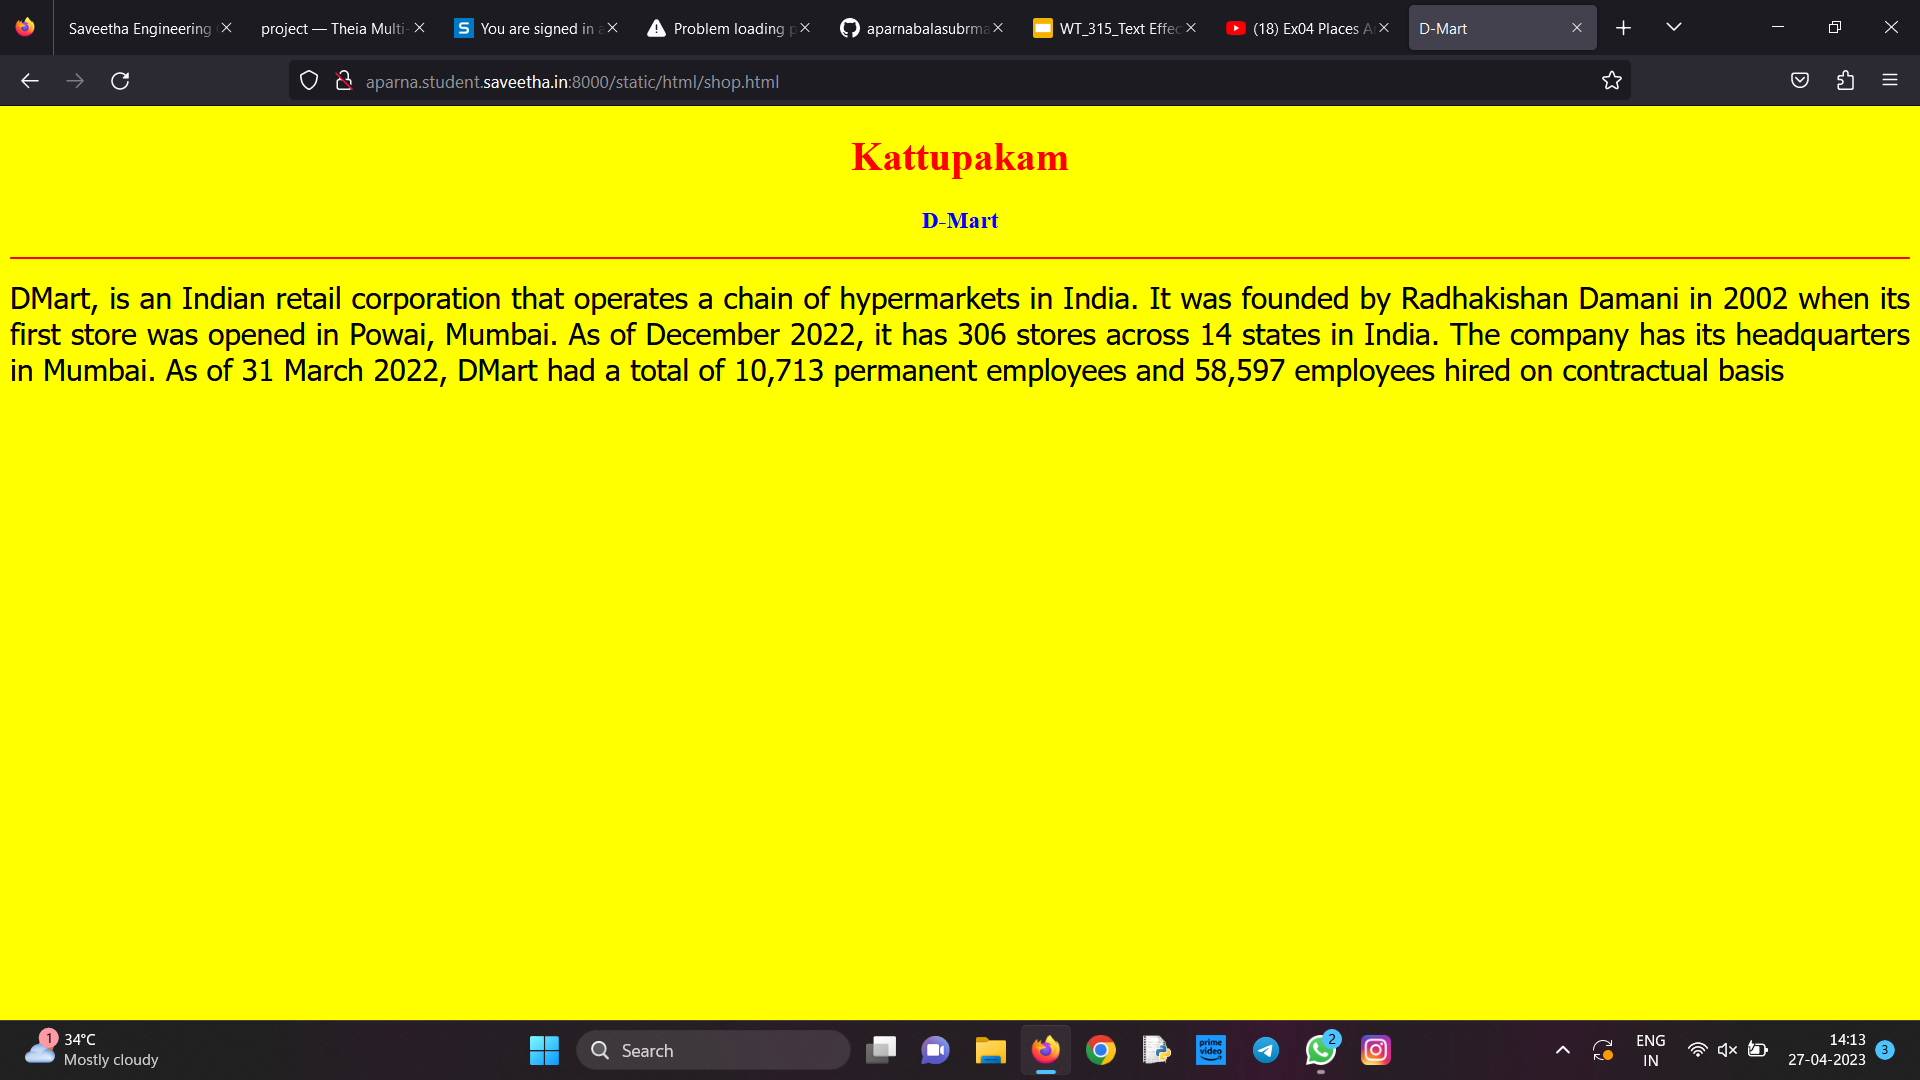 Saveetha Engineering
project — Theia Multi-
You are signed in a
Problem loading p
aparnabalasubrma
WT_315_Text Effec
(18) Ex04 Places A
D-Mart
aparna.student.saveetha.in:8000/static/html/shop.html
Kattupakam
D-Mart
DMart, is an Indian retail corporation that operates a chain of hypermarkets in India. It was founded by Radhakishan Damani in 2002 when its
first store was opened in Powai, Mumbai. As of December 2022, it has 306 stores across 14 states in India. The company has its headquarters
in Mumbai. As of 31 March 2022, DMart had a total of 10,713 permanent employees and 58,597 employees hired on contractual basis
1
34°C
Mostly cloudy
Search
prime video
2
ENG
IN
14:13
27-04-2023
3